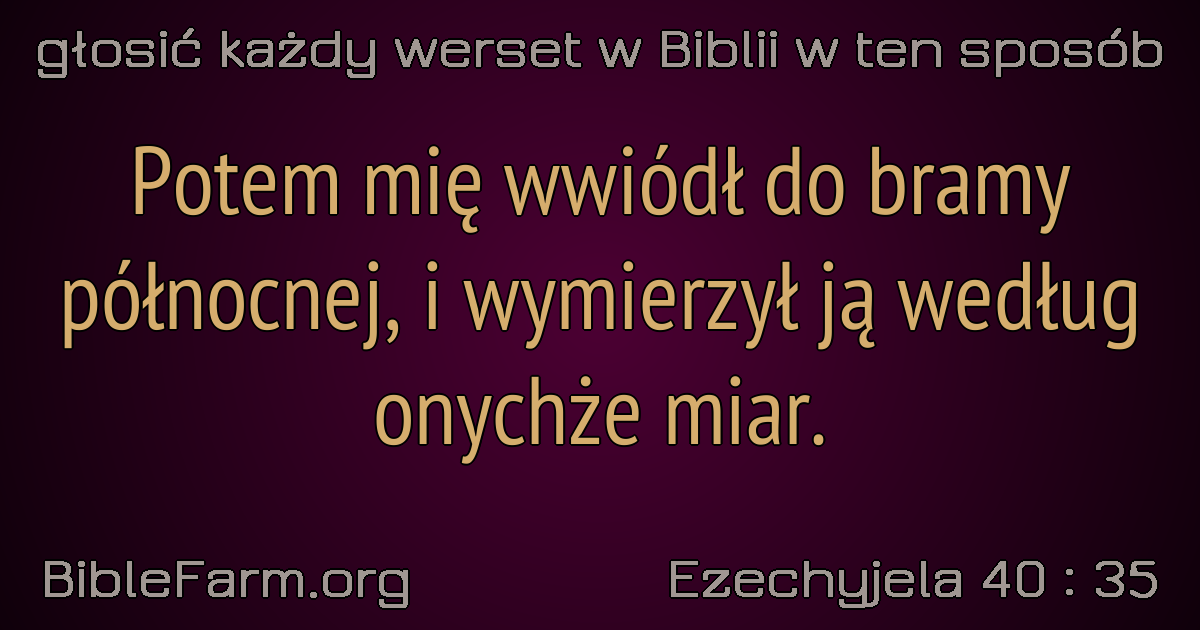 głosić każdy werset w Biblii w ten sposób
Potem mię wwiódł do bramy
północnej, i wymierzył ją według
onychże miar.
BibleFarm.org
Ezechyjela 40 : 35